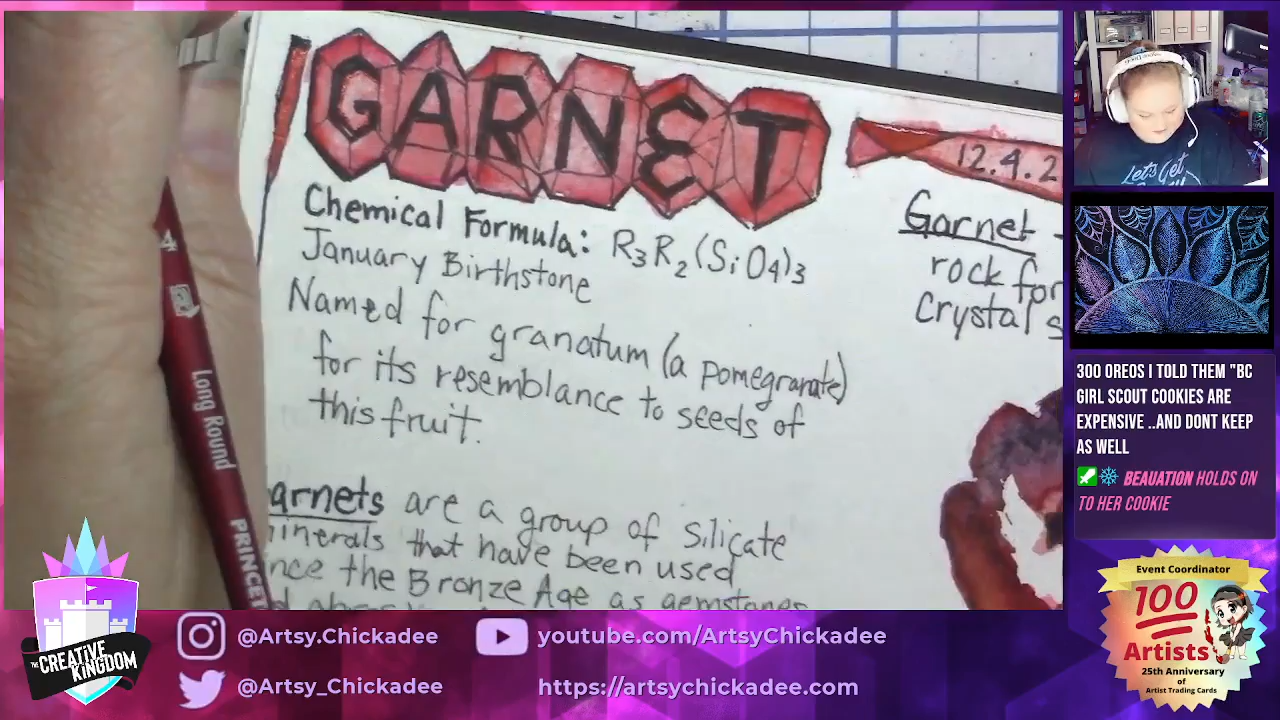 GARNET
12.4.2
Chemical Formula: R3R2(SiO4)3
January Birthstone
Named for granatum (a pomegranate)
for its resemblance to seeds of
this fruit.
arnets are a group of silicate
minerals that have been used
nce the Bronze Age as gemstones
Garnet -
rock for
Crystal s
4
Long Round
PRINCET
Let's Get
300 OREOS I TOLD THEM "BC
GIRL SCOUT COOKIES ARE
EXPENSIVE ..AND DONT KEEP
AS WELL
BEAUATION HOLDS ON
TO HER COOKIE
Event Coordinator
100
Artists
25th Anniversary
of
Artist Trading Cards
THE CREATIVE
KINGDOM
@Artsy.Chickadee
youtube.com/ArtsyChickadee
@Artsy_Chickadee
https://artsychickadee.com